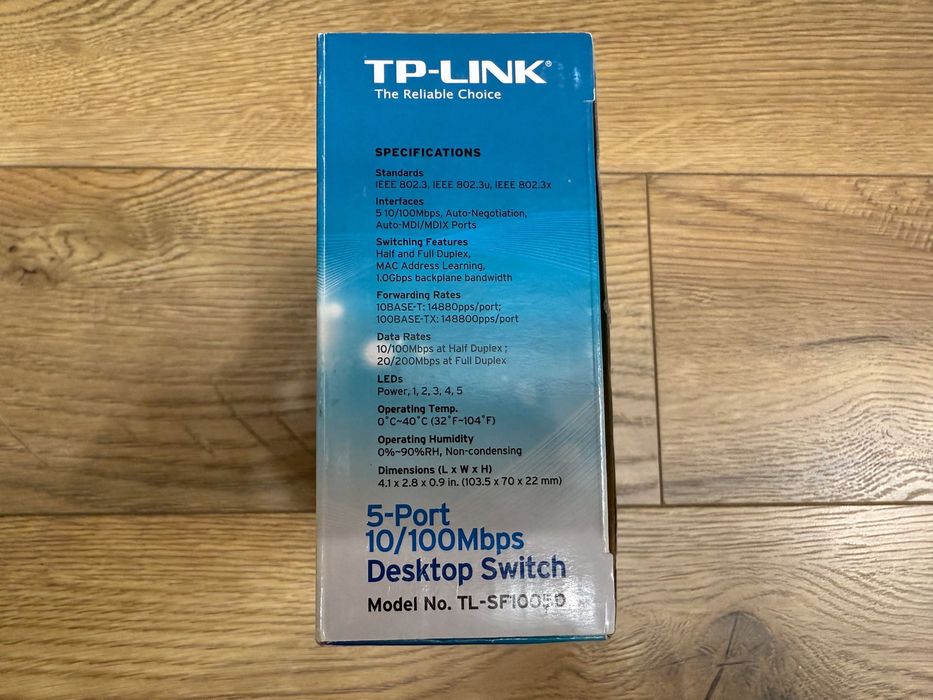 TP-LINK®
The Reliable Choice
SPECIFICATIONS
Standards
IEEE 802.3, IEEE 802.3u, IEEE 802.3x
Interfaces
5 10/100Mbps, Auto-Negotiation,
Auto-MDI/MDIX Ports
Switching Features
Half and Full Duplex,
MAC Address Learning,
1.0Gbps backplane bandwidth
Forwarding Rates
10BASE-T: 14880pps/port;
100BASE-TX: 148800pps/port
Data Rates
10/100Mbps at Half Duplex ;
20/200Mbps at Full Duplex
LEDs
Power, 1, 2, 3, 4, 5
Operating Temp.
0˚C~40˚C (32˚F~104˚F)
Operating Humidity
0%~90%RH, Non-condensing
Dimensions (L x W x H)
4.1 x 2.8 x 0.9 in. (103.5 x 70 x 22 mm)
5-Port
10/100Mbps
Desktop Switch
Model No. TL-SF1005D